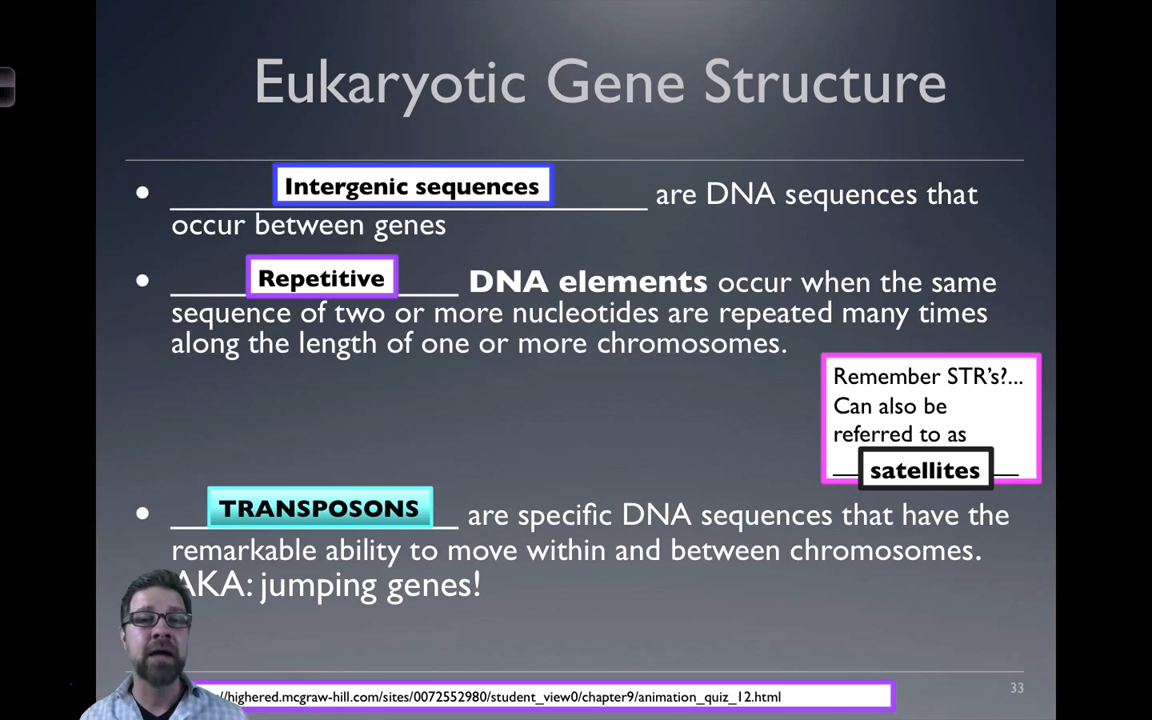 Eukaryotic Gene Structure
• Intergenic sequences are DNA sequences that
occur between genes
• Repetitive DNA elements occur when the same
sequence of two or more nucleotides are repeated many times
along the length of one or more chromosomes.
Remember STR's?...
Can also be
referred to as
satellites
• TRANSPOSONS are specific DNA sequences that have the
remarkable ability to move within and between chromosomes.
AKA: jumping genes!
//highered.mcgraw-hill.com/sites/0072552980/student_view0/chapter9/animation_quiz_12.html
33